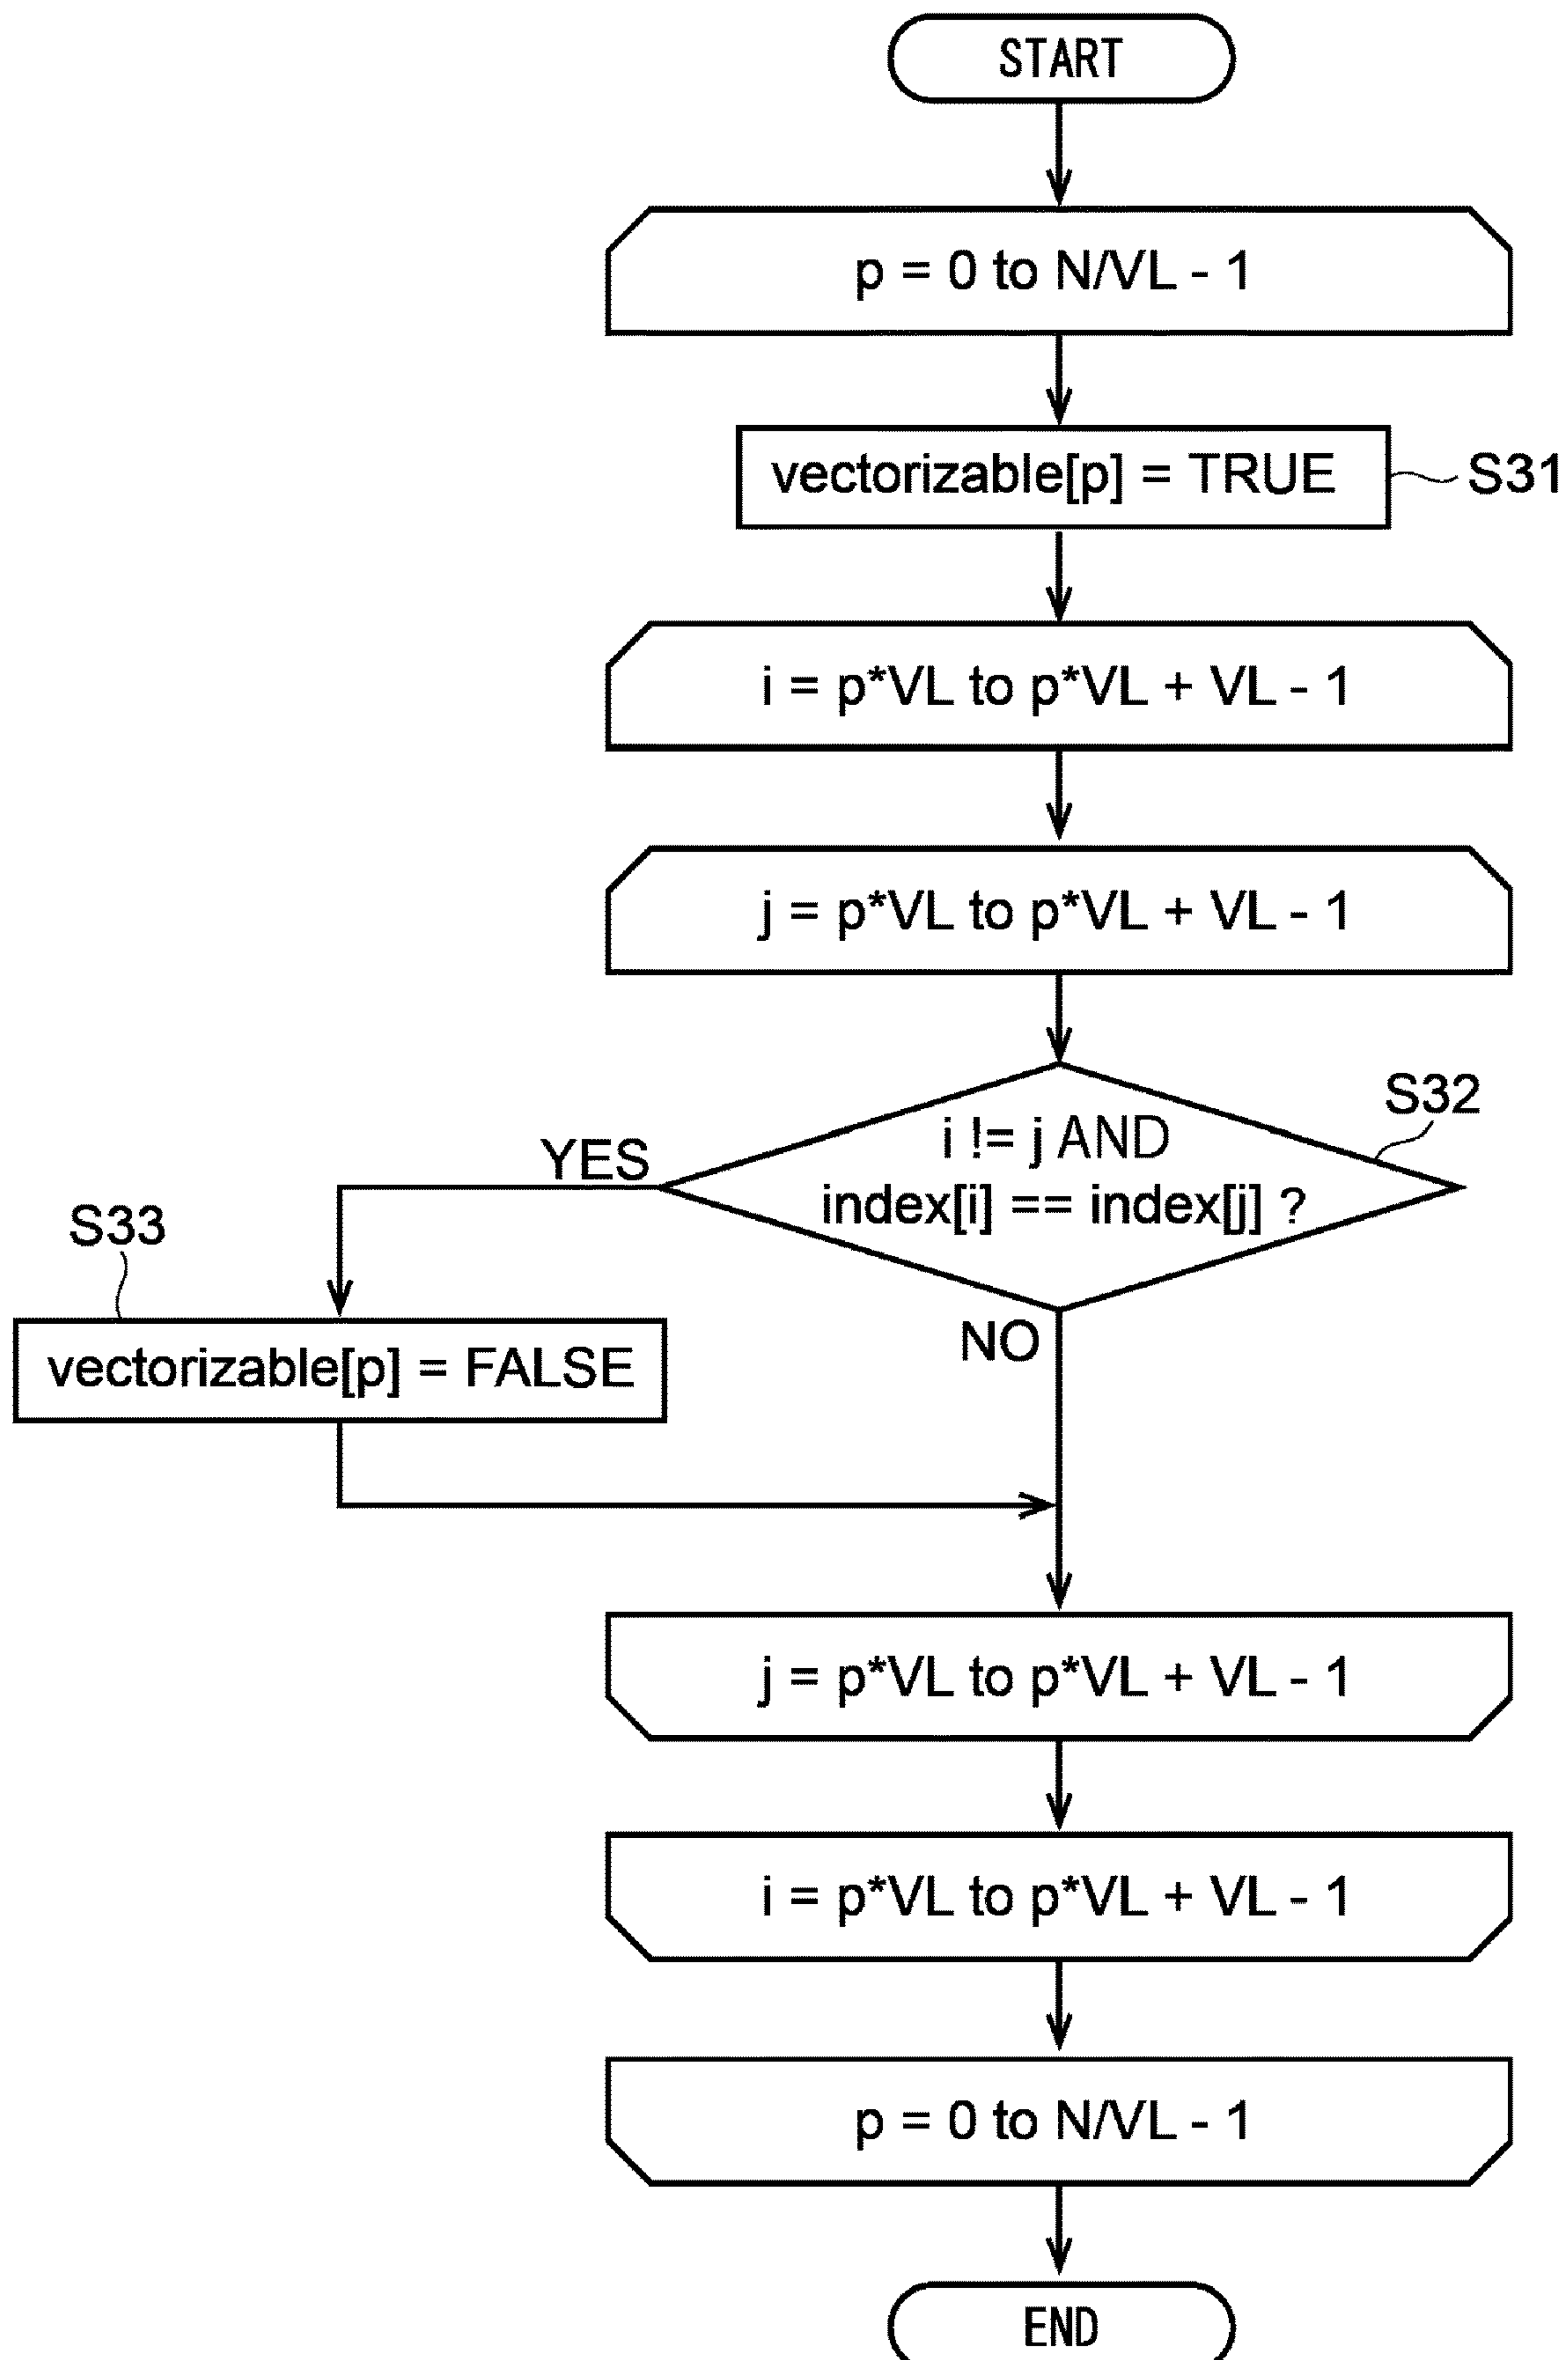 START
p = 0 to N/VL - 1
vectorizable[p] = TRUE
S31
i = p*VL to p*VL + VL - 1
j = p*VL to p*VL + VL - 1
S32
i != j AND
index[i] == index[j] ?
YES
NO
S33
vectorizable[p] = FALSE
j = p*VL to p*VL + VL - 1
i = p*VL to p*VL + VL - 1
p = 0 to N/VL - 1
END